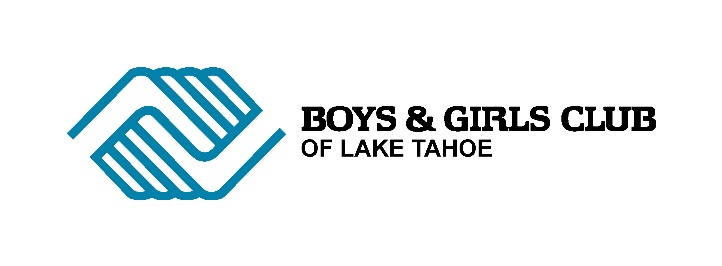 BOYS & GIRLS CLUB
OF LAKE TAHOE